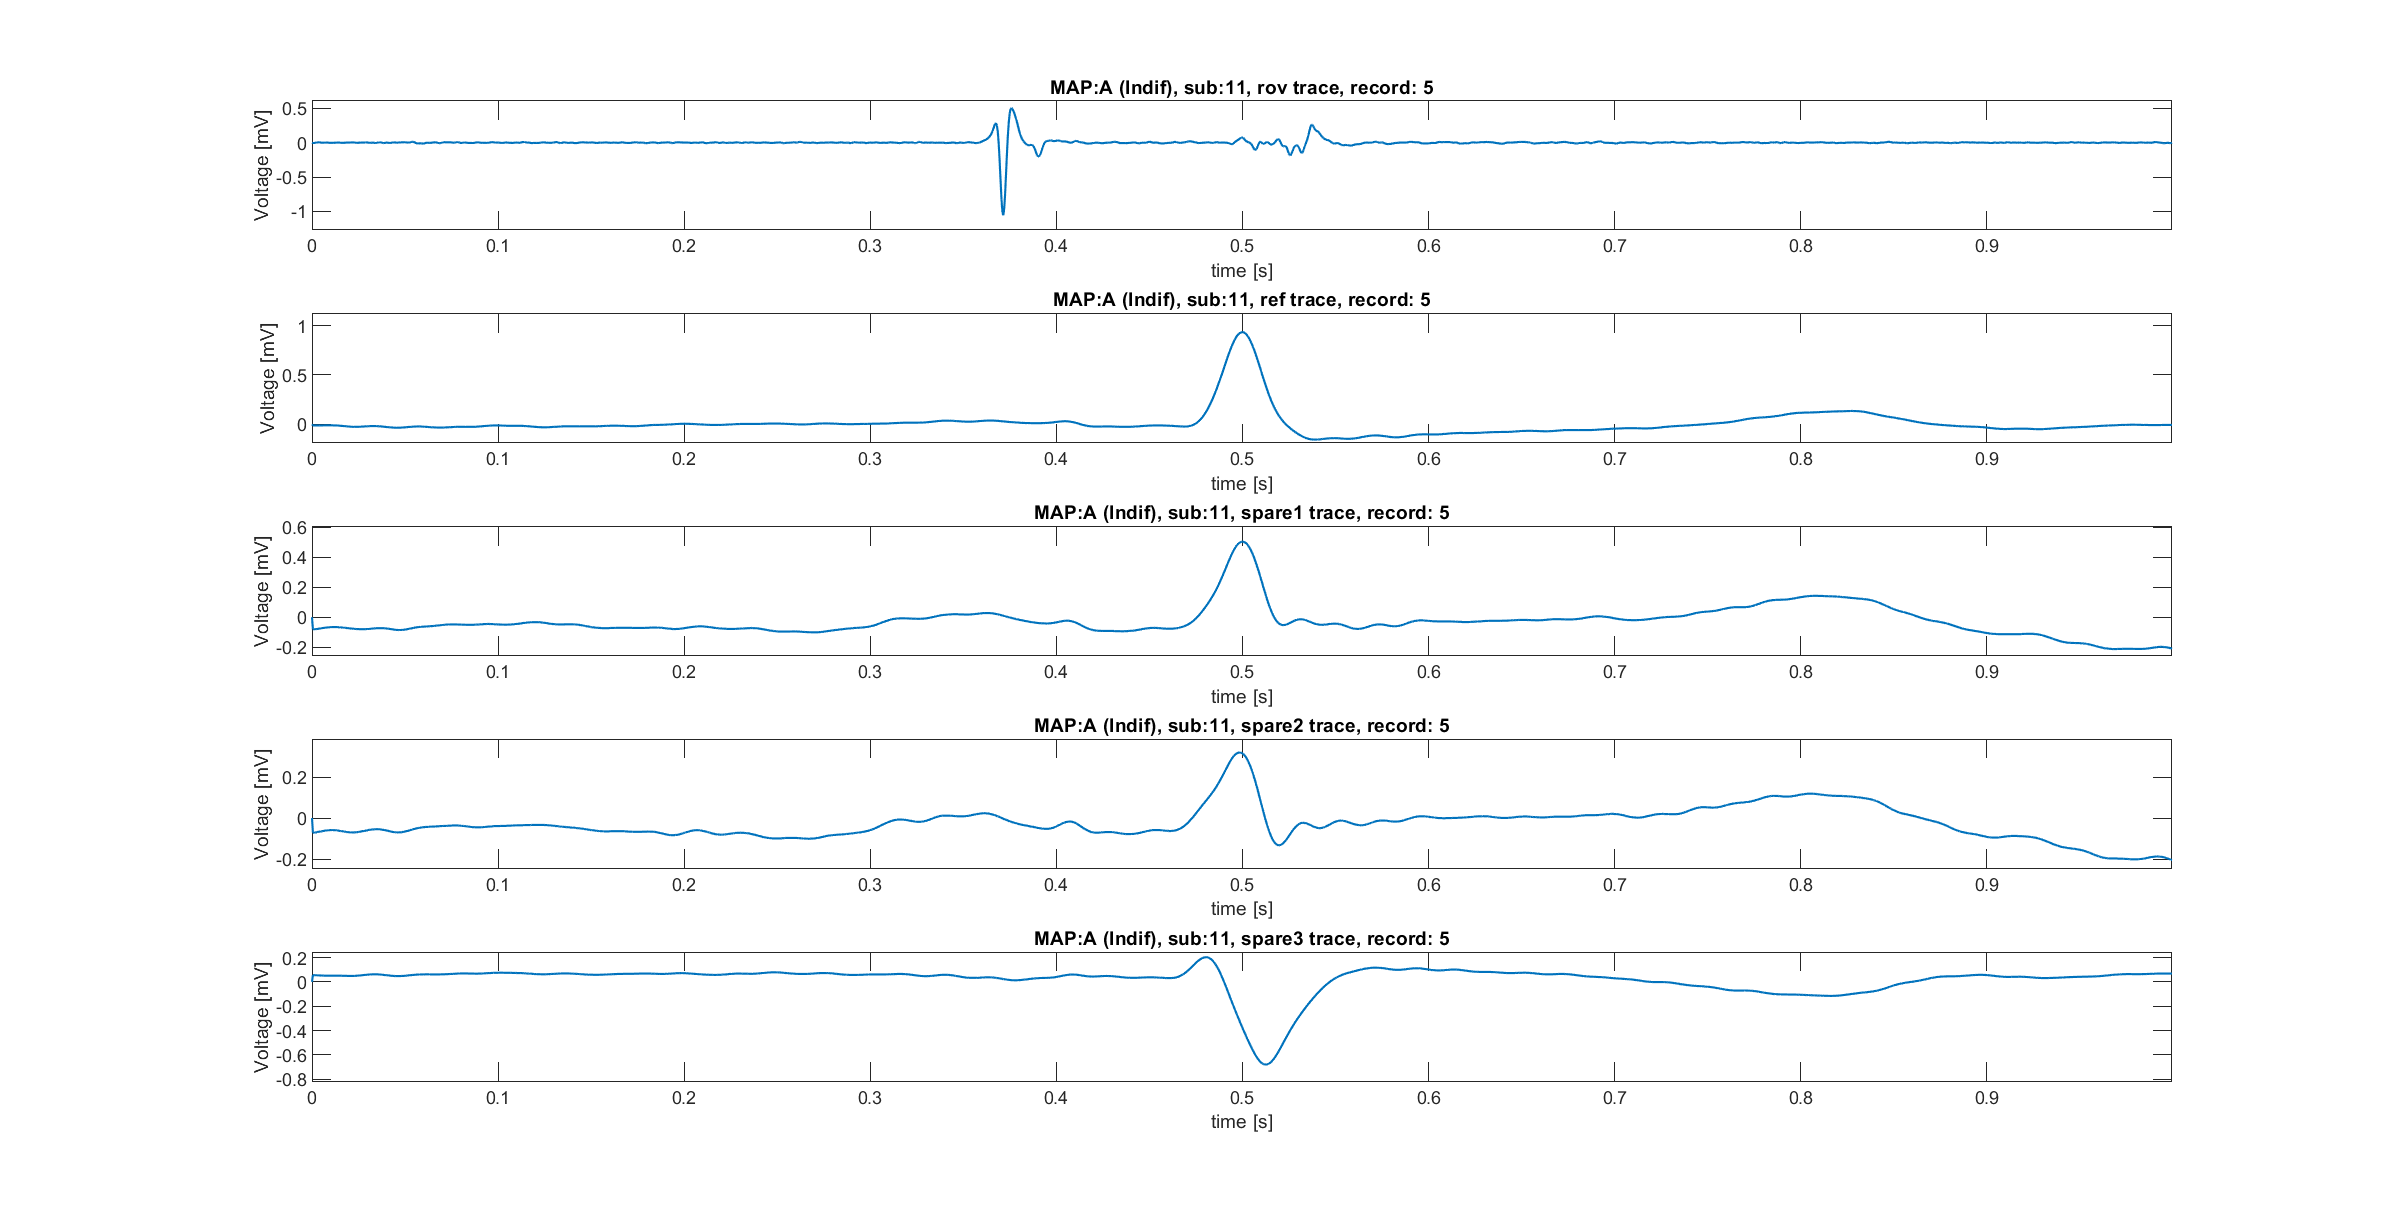 MAP:A (Indif), sub:11, rov trace, record: 5
Voltage [mV]
0.5
0
-0.5
-1
0 0.1 0.2 0.3 0.4 0.5 0.6 0.7 0.8 0.9
time [s]
MAP:A (Indif), sub:11, ref trace, record: 5
Voltage [mV]
1
0.5
0
0 0.1 0.2 0.3 0.4 0.5 0.6 0.7 0.8 0.9
time [s]
MAP:A (Indif), sub:11, spare1 trace, record: 5
Voltage [mV]
0.6
0.4
0.2
0
-0.2
0 0.1 0.2 0.3 0.4 0.5 0.6 0.7 0.8 0.9
time [s]
MAP:A (Indif), sub:11, spare2 trace, record: 5
Voltage [mV]
0.2
0
-0.2
0 0.1 0.2 0.3 0.4 0.5 0.6 0.7 0.8 0.9
time [s]
MAP:A (Indif), sub:11, spare3 trace, record: 5
Voltage [mV]
0.2
0
-0.2
-0.4
-0.6
-0.8
0 0.1 0.2 0.3 0.4 0.5 0.6 0.7 0.8 0.9
time [s]